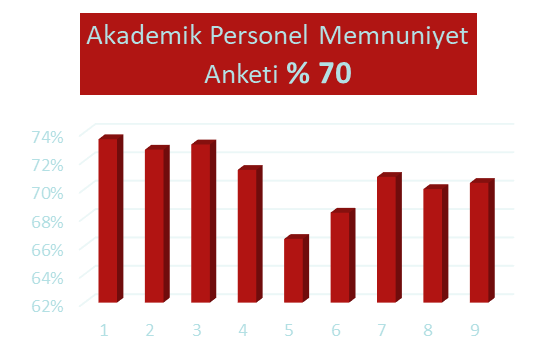 Akademik Personel Memnuniyet
Anketi % 70
74%
72%
70%
68%
66%
64%
62%
1 2 3 4 5 6 7 8 9